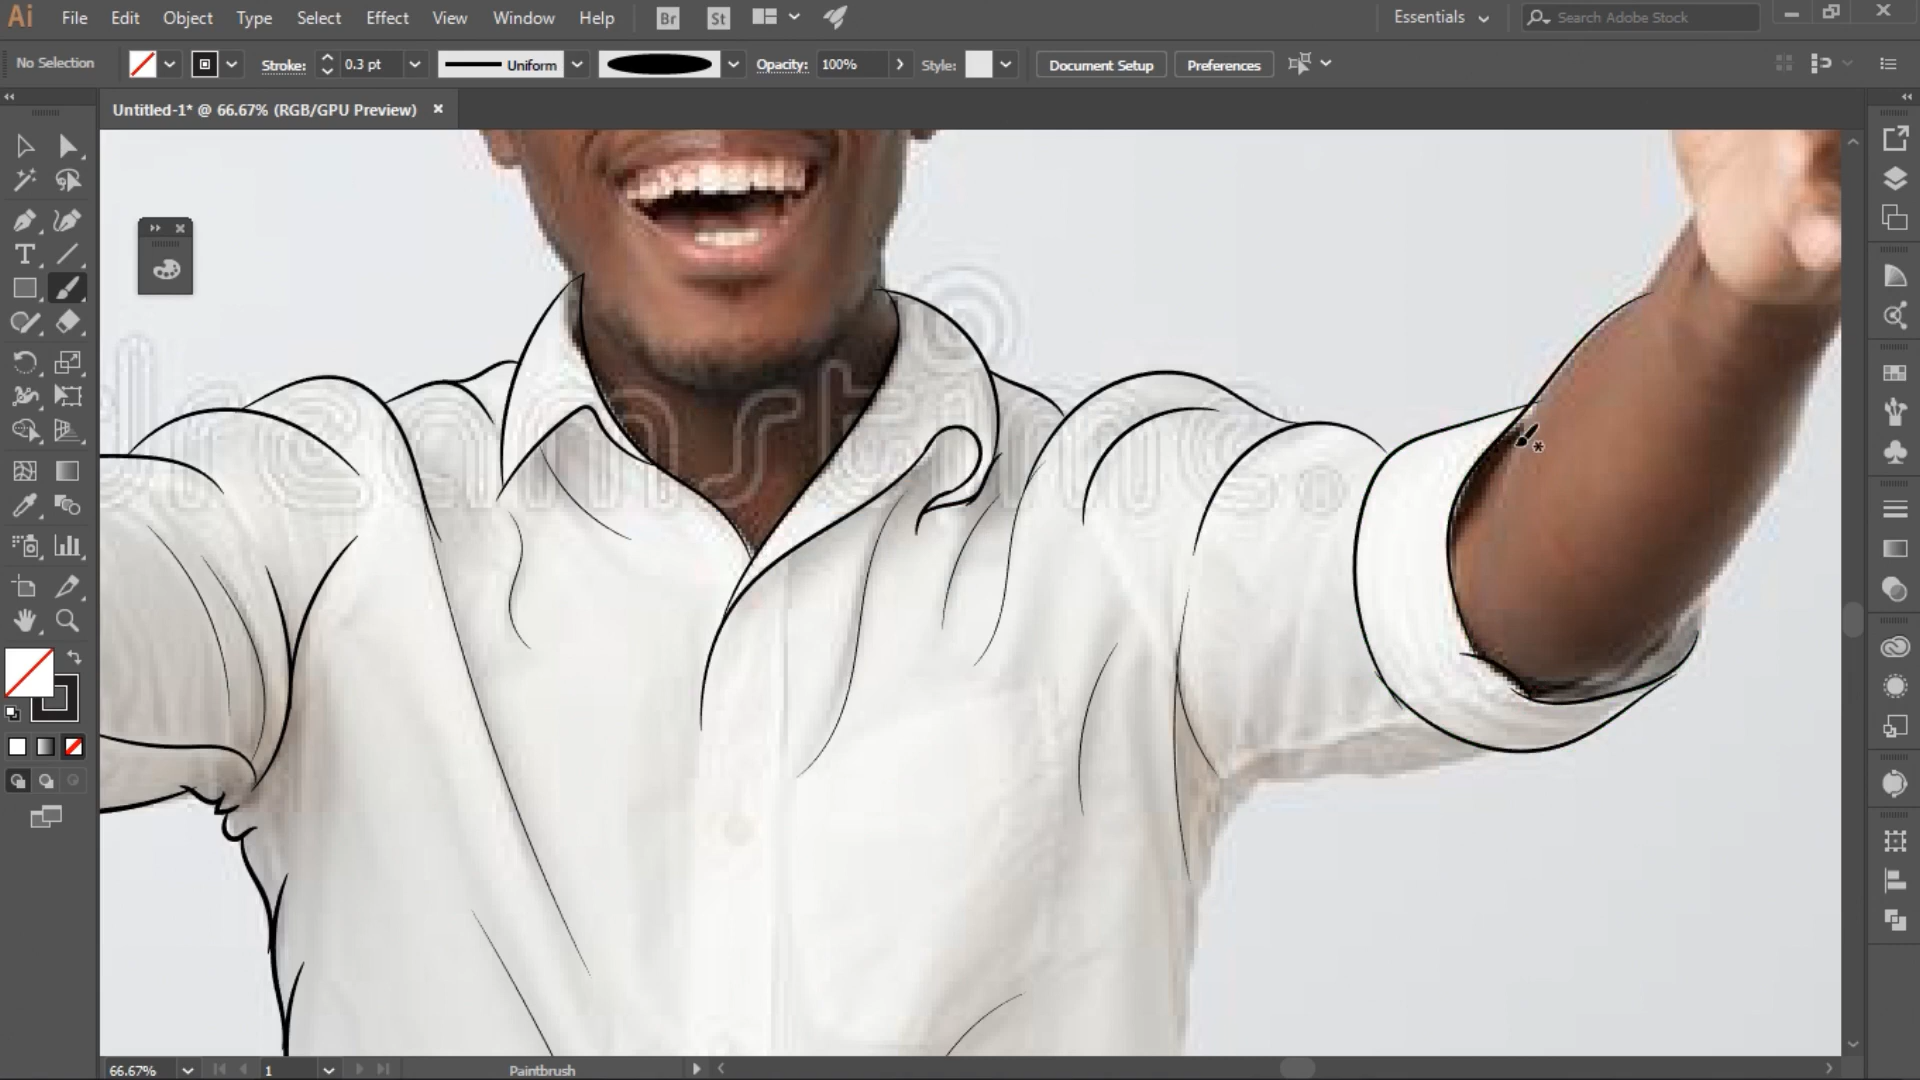 Ai File Edit Object Type Select Effect View Window Help Br St Essentials Search Adobe Stock
No Selection Stroke: 0.3 pt Uniform Opacity: 100% Style: Document Setup Preferences
Untitled-1* @ 66.67% (RGB/GPU Preview)
66.67% 1 Paintbrush